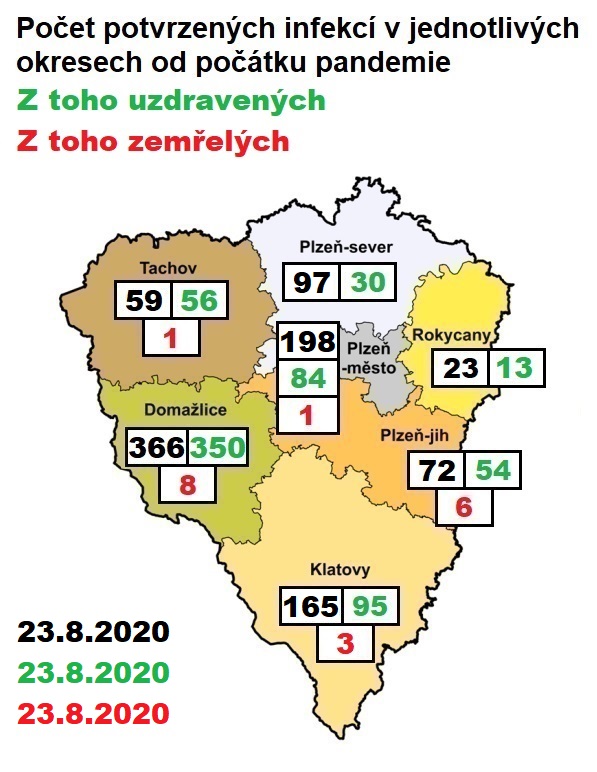 Počet potvrzených infekcí v jednotlivých
okresech od počátku pandemie
Z toho uzdravených
Z toho zemřelých
Plzeň-sever
97 30
Tachov
59 56
1
198
84
1
Plzeň
-město
Rokycany
23 13
Domažlice
366 350
8
Plzeň-jih
72 54
6
Klatovy
165 95
3
23.8.2020
23.8.2020
23.8.2020